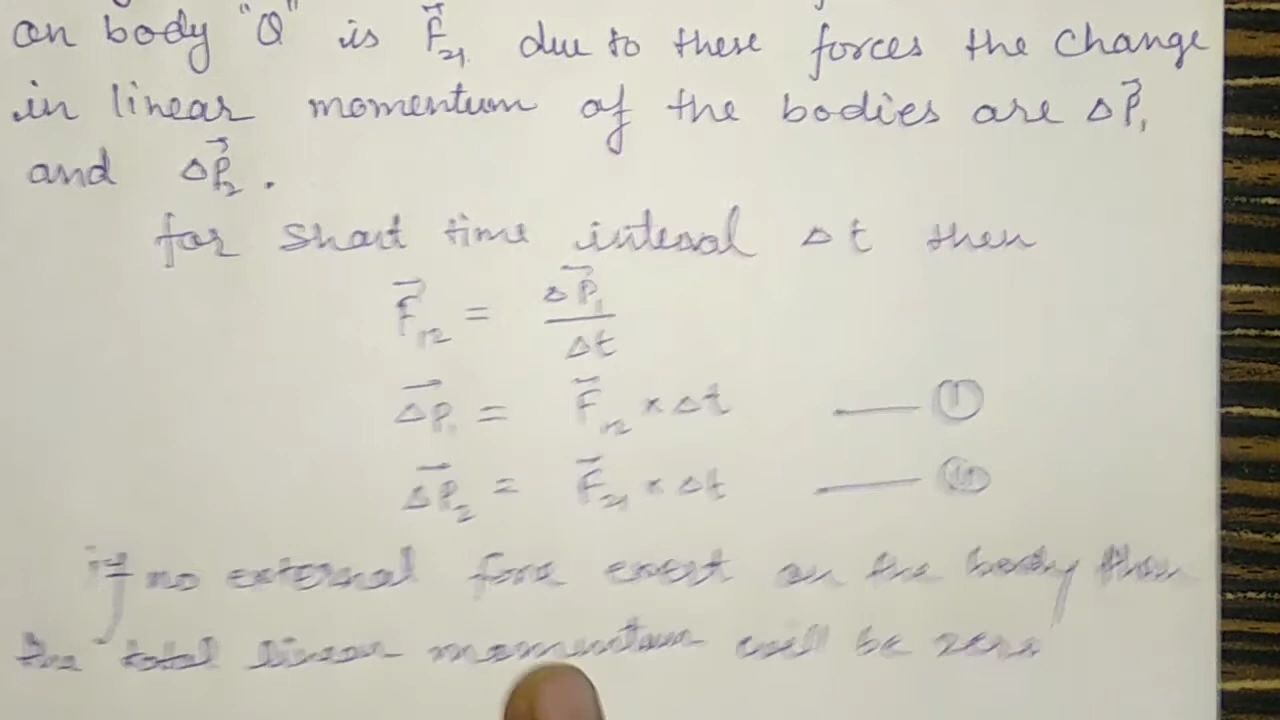 on body "Q" is F⃗₂₁ due to these forces the change
in linear momentum of the bodies are ΔP⃗₁
and ΔP⃗₂.
for short time interval Δt then
F⃗₁₂ = ΔP⃗₁ / Δt
ΔP⃗₁ = F⃗₁₂ × Δt —— ①
ΔP⃗₂ = F⃗₂₁ × Δt ——
if no external force exert on the body then
the total linear momentum will be zero